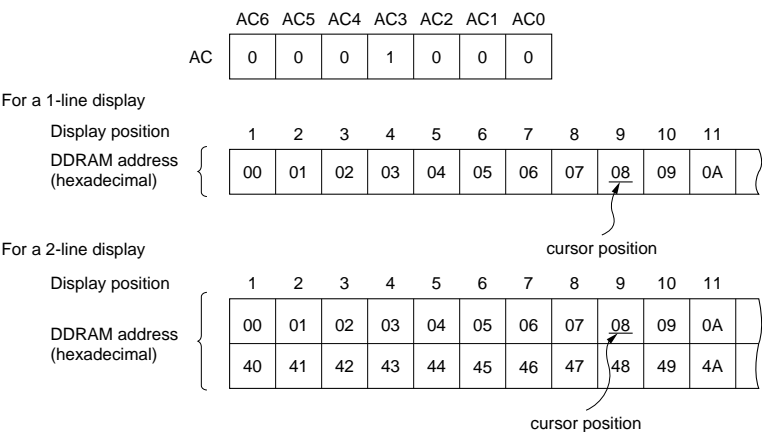 AC6 AC5 AC4 AC3 AC2 AC1 AC0
AC 0 0 0 1 0 0 0
For a 1-line display
Display position 1 2 3 4 5 6 7 8 9 10 11
DDRAM address
(hexadecimal)
00 01 02 03 04 05 06 07 08 09 0A
cursor position
For a 2-line display
Display position 1 2 3 4 5 6 7 8 9 10 11
DDRAM address
(hexadecimal)
00 01 02 03 04 05 06 07 08 09 0A
40 41 42 43 44 45 46 47 48 49 4A
cursor position